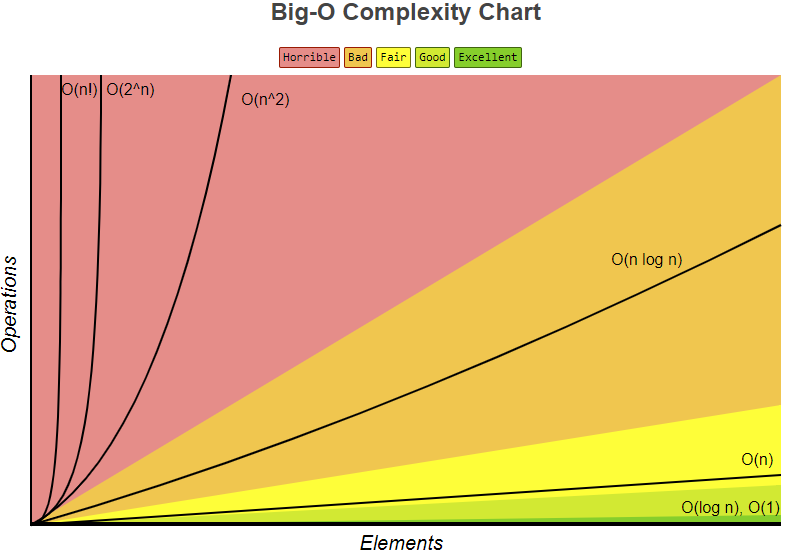 Big-O Complexity Chart
Horrible Bad Fair Good Excellent
O(n!) O(2^n)
O(n^2)
O(n log n)
O(n)
O(log n), O(1)
Operations
Elements